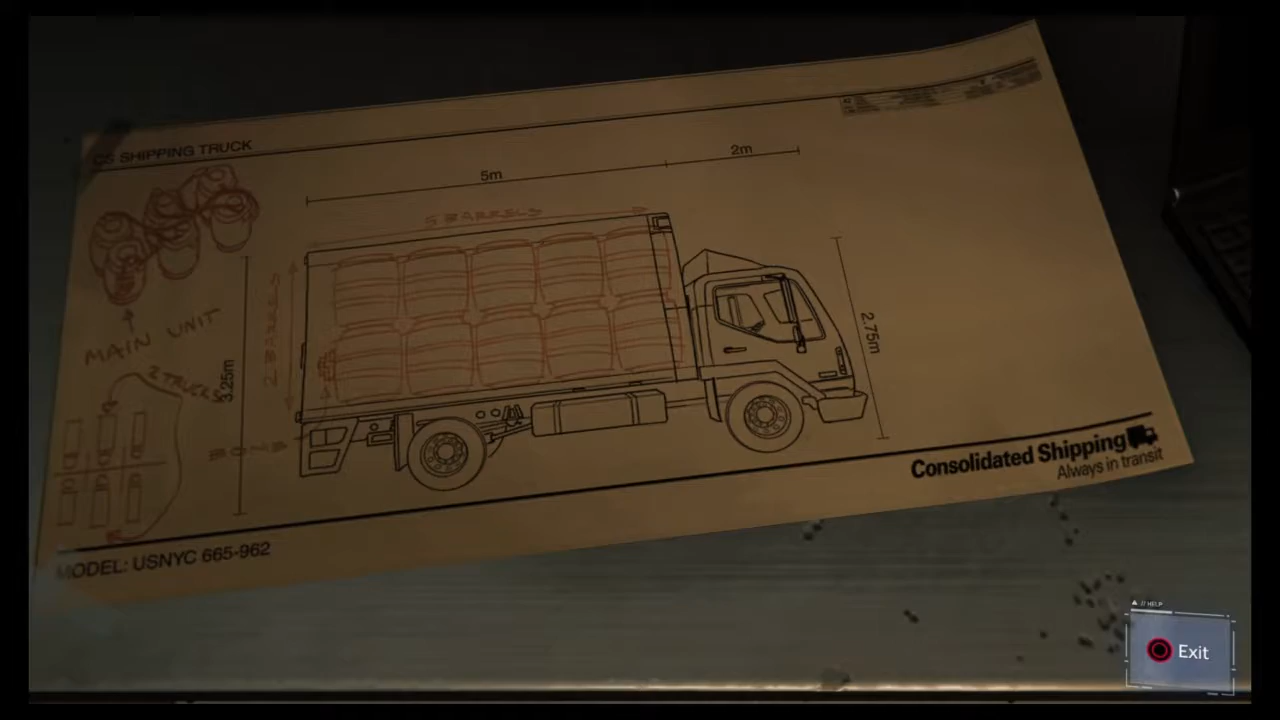 CS SHIPPING TRUCK
5m
2m
5 BARRELS
2 BARRELS
MAIN UNIT
2 TRUCKS
3.25m
2.75m
Consolidated Shipping
Always in transit
MODEL: USNYC 665-962
// HELP
Exit